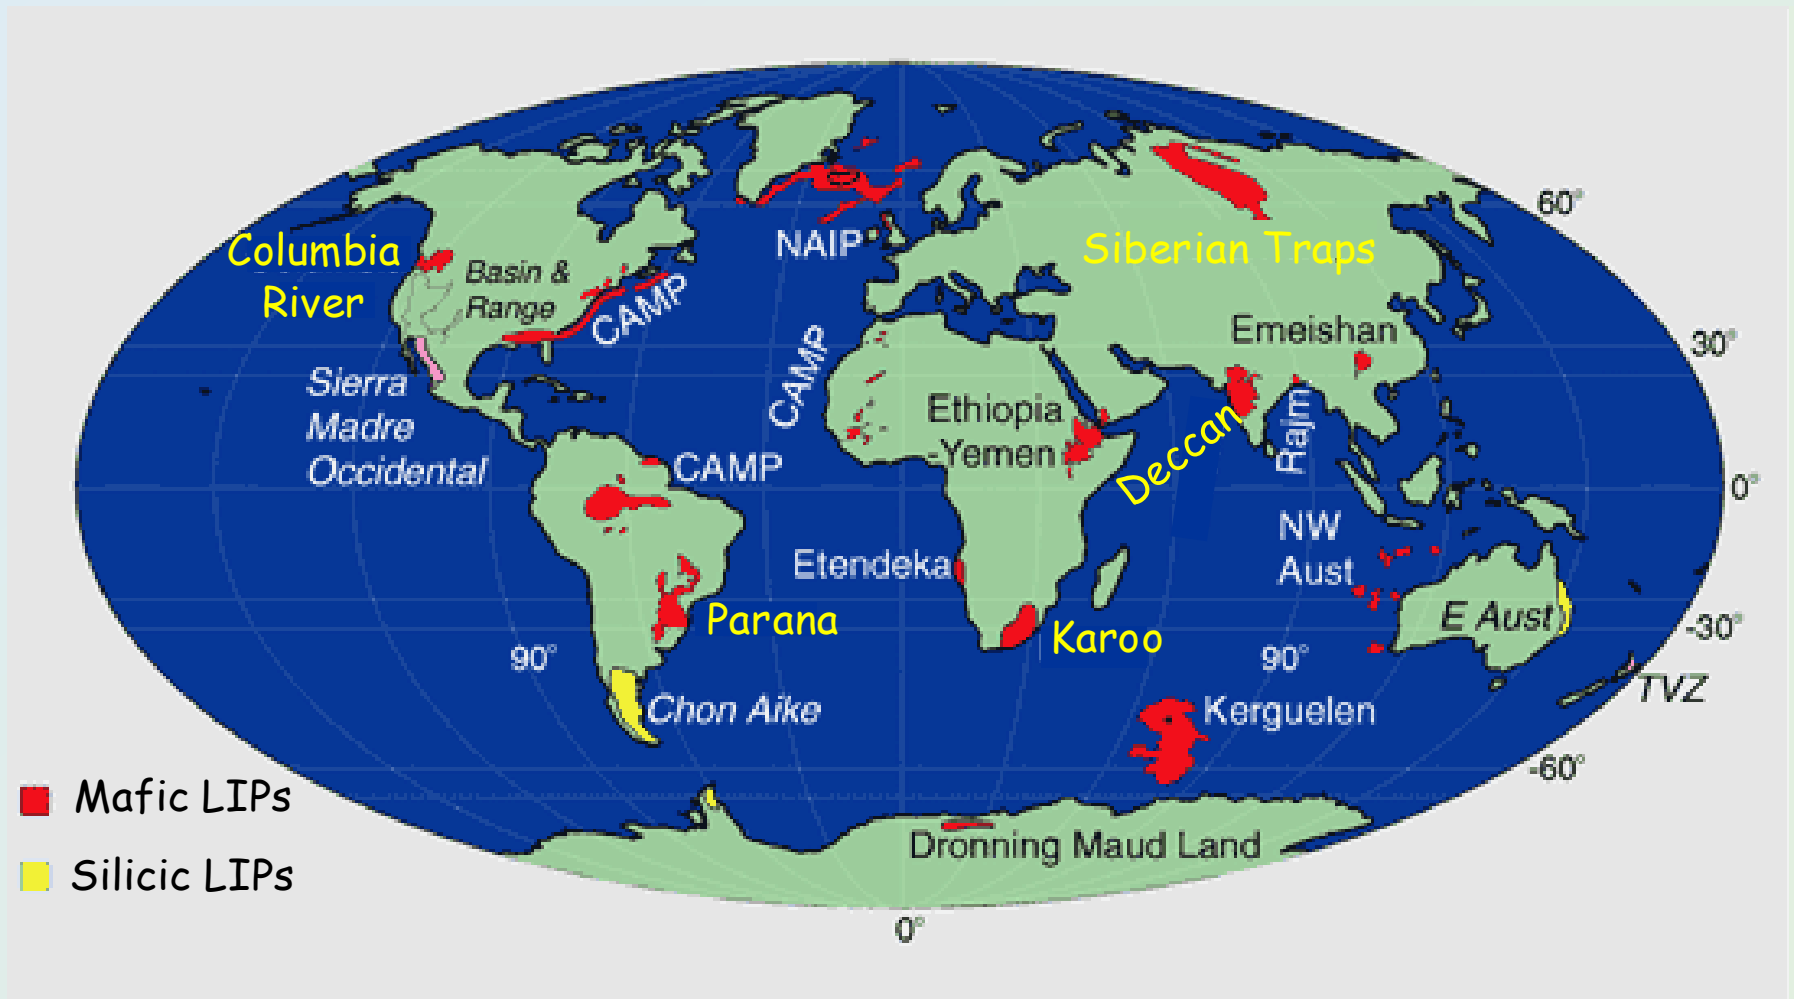 60°
NAIP
Columbia
River
Siberian Traps
Basin &
Range
CAMP
Emeishan
30°
CAMP
Sierra
Madre
Occidental
Ethiopia
-Yemen
Deccan
Rajm
CAMP
0°
NW
Aust
Etendeka
E Aust
Parana
Karoo
-30°
90°
90°
TVZ
Chon Aike
Kerguelen
-60°
Mafic LIPs
Dronning Maud Land
Silicic LIPs
0°